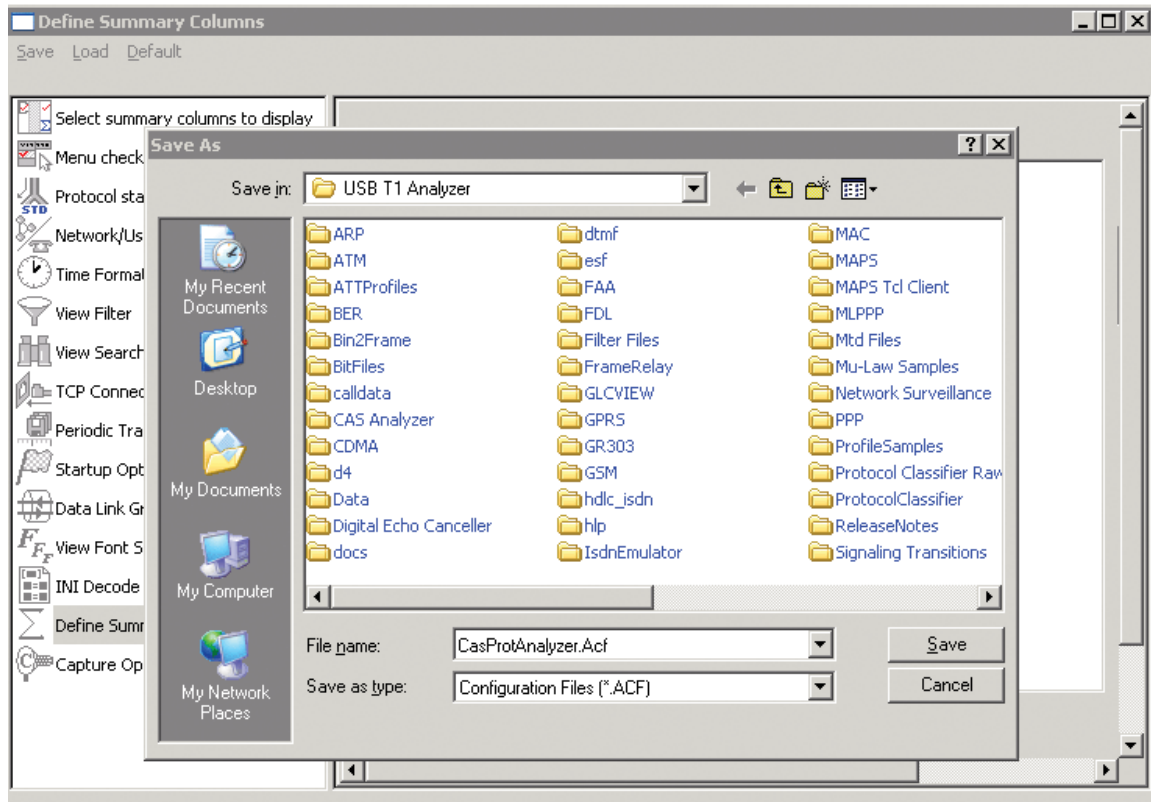 Define Summary Columns
Save Load Default
Select summary columns to display
Menu check
Protocol sta
STD
Network/Us
Time Format
View Filter
View Search
TCP Connec
Periodic Tra
Startup Opt
Data Link Gr
View Font S
INI Decode
Define Summ
Capture Op
Save As
Save in: USB T1 Analyzer
My Recent Documents
Desktop
My Documents
My Computer
My Network Places
ARP
ATM
ATTProfiles
BER
Bin2Frame
BitFiles
calldata
CAS Analyzer
CDMA
d4
Data
Digital Echo Canceller
docs
dtmf
esf
FAA
FDL
Filter Files
FrameRelay
GLCVIEW
GPRS
GR303
GSM
hdlc_isdn
hlp
IsdnEmulator
MAC
MAPS
MAPS Tcl Client
MLPPP
Mtd Files
Mu-Law Samples
Network Surveillance
PPP
ProfileSamples
Protocol Classifier Raw
ProtocolClassifier
ReleaseNotes
Signaling Transitions
File name: CasProtAnalyzer.Acf
Save
Save as type: Configuration Files (*.ACF)
Cancel